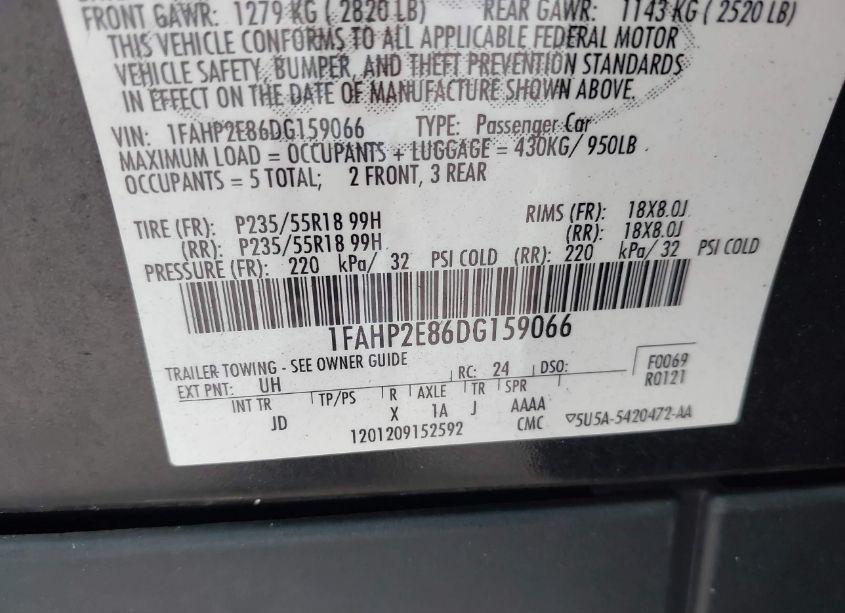 FRONT GAWR: 1279 KG ( 2820 LB) REAR GAWR: 1143 KG ( 2520 LB)
THIS VEHICLE CONFORMS TO ALL APPLICABLE FEDERAL MOTOR
VEHICLE SAFETY, BUMPER, AND THEFT PREVENTION STANDARDS
IN EFFECT ON THE DATE OF MANUFACTURE SHOWN ABOVE.
VIN: 1FAHP2E86DG159066 TYPE: Passenger Car
MAXIMUM LOAD = OCCUPANTS + LUGGAGE = 430KG/ 950LB
OCCUPANTS = 5 TOTAL; 2 FRONT, 3 REAR
TIRE (FR): P235/55R18 99H RIMS (FR): 18X8.0J
(RR): P235/55R18 99H (RR): 18X8.0J
PRESSURE (FR): 220 kPa/ 32 PSI COLD (RR): 220 kPa/ 32 PSI COLD
1FAHP2E86DG159066
TRAILER TOWING - SEE OWNER GUIDE
F0069
EXT PNT: UH RC: 24 DSO: R0121
INT TR TP/PS R AXLE TR SPR
JD X 1A J AAAA
1201209152592 CMC ▽5U5A-5420472-AA